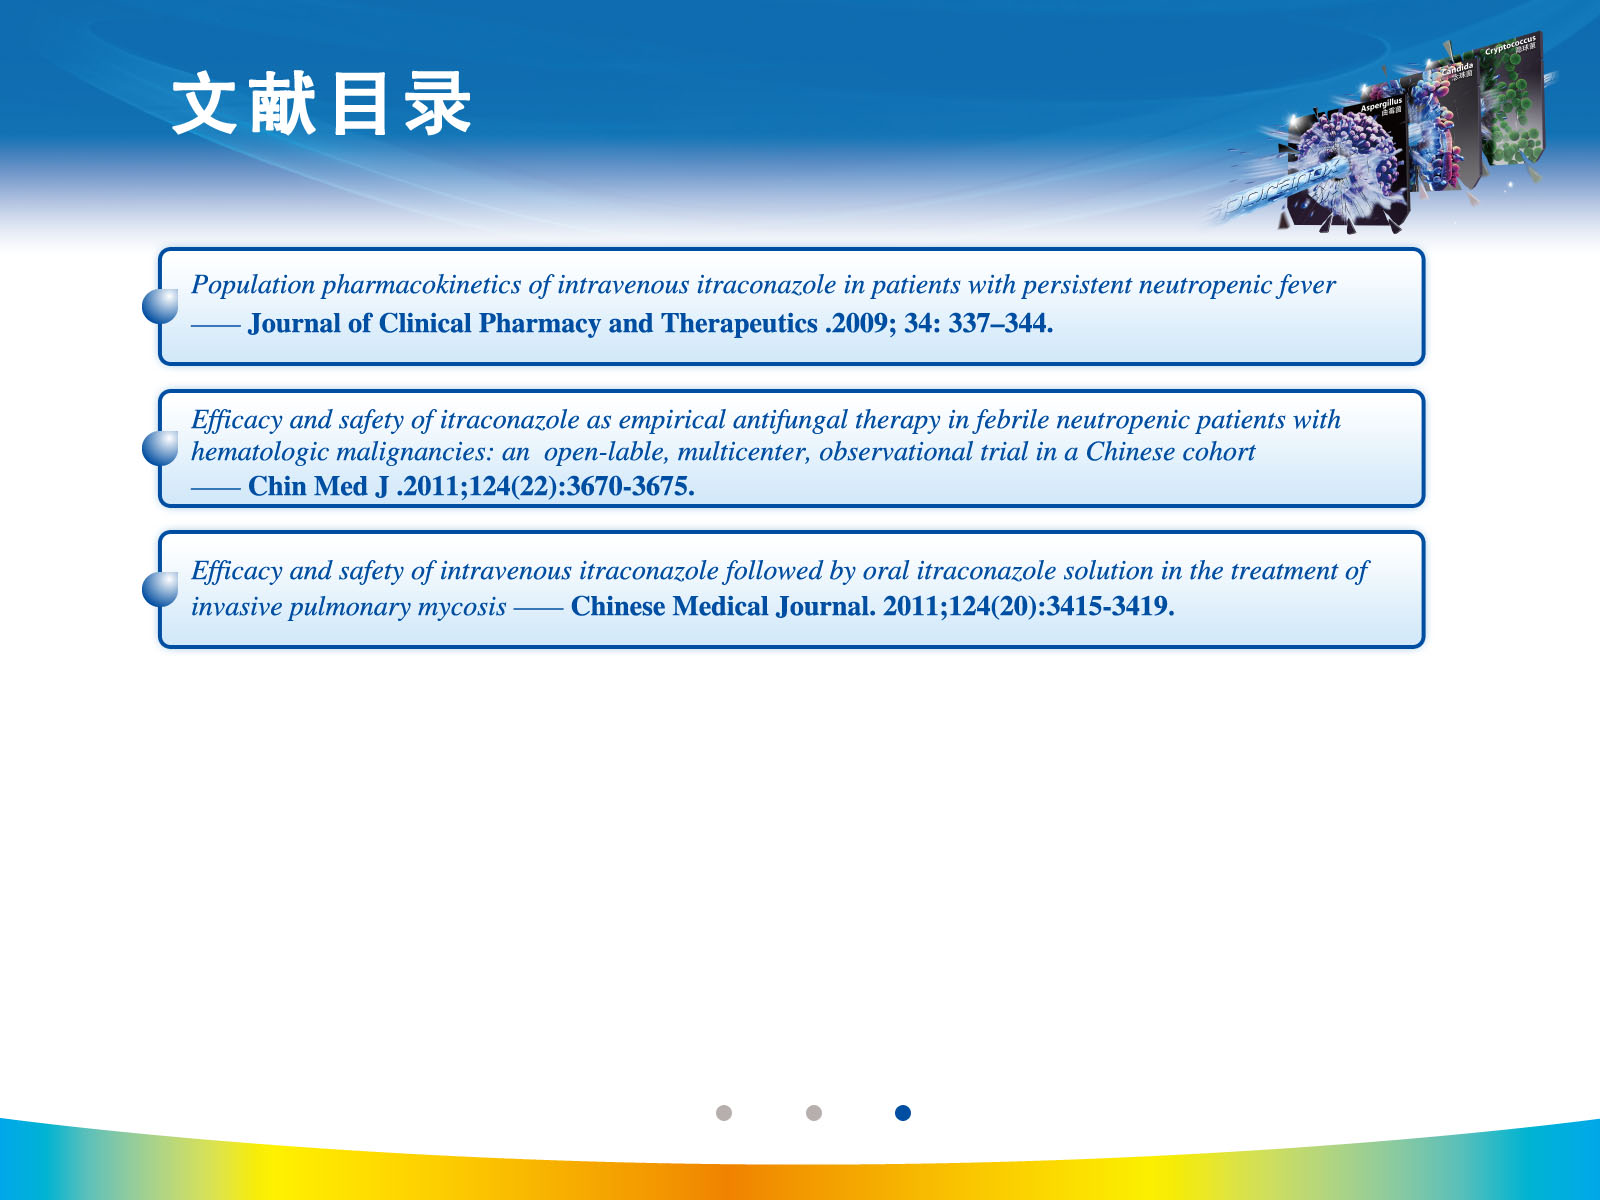 文献目录
Cryptococcus
隐球菌
Candida
念珠菌
Aspergillus
曲霉菌
Population pharmacokinetics of intravenous itraconazole in patients with persistent neutropenic fever
—— Journal of Clinical Pharmacy and Therapeutics .2009; 34: 337–344.
Efficacy and safety of itraconazole as empirical antifungal therapy in febrile neutropenic patients with
hematologic malignancies: an  open-lable, multicenter, observational trial in a Chinese cohort
—— Chin Med J .2011;124(22):3670-3675.
Efficacy and safety of intravenous itraconazole followed by oral itraconazole solution in the treatment of
invasive pulmonary mycosis —— Chinese Medical Journal. 2011;124(20):3415-3419.